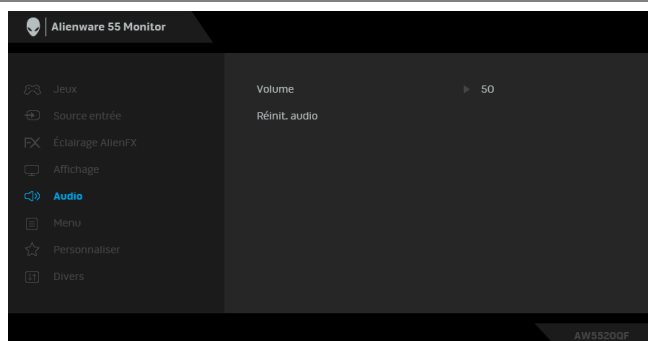 Alienware 55 Monitor
Jeux
Source entrée
Éclairage AlienFX
Affichage
Audio
Menu
Personnaliser
Divers
Volume 50
Réinit. audio
AW5520QF